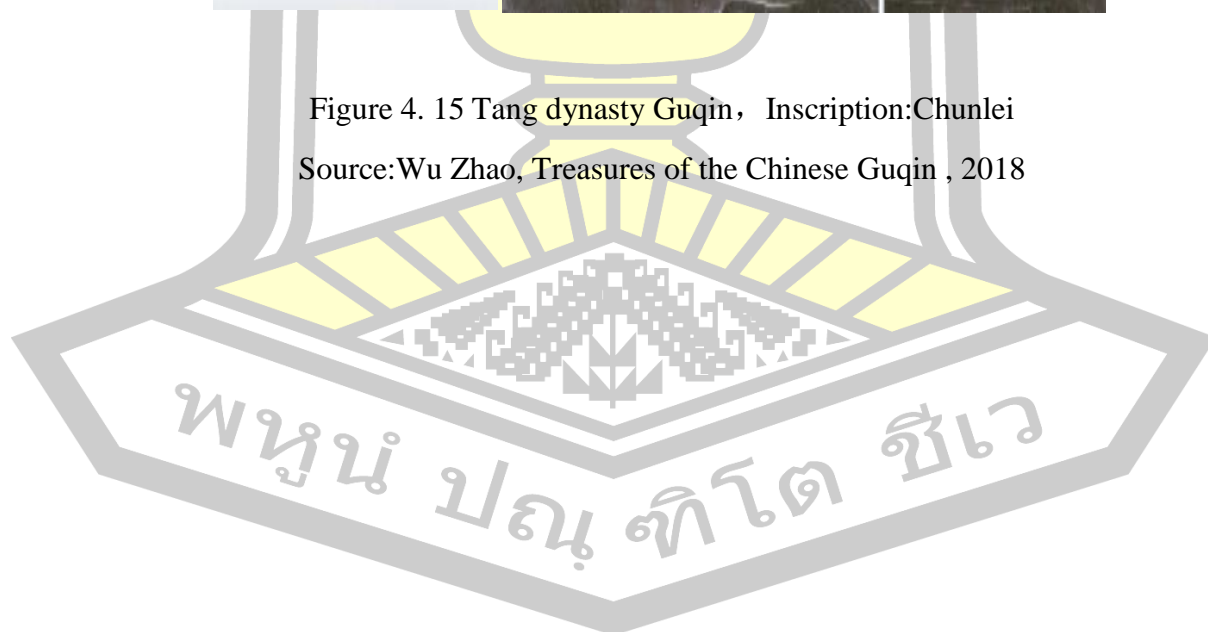 Figure 4. 15 Tang dynasty Guqin，Inscription:Chunlei
Source:Wu Zhao, Treasures of the Chinese Guqin , 2018
พหูนํ ปณฺฑิโต ชีเว